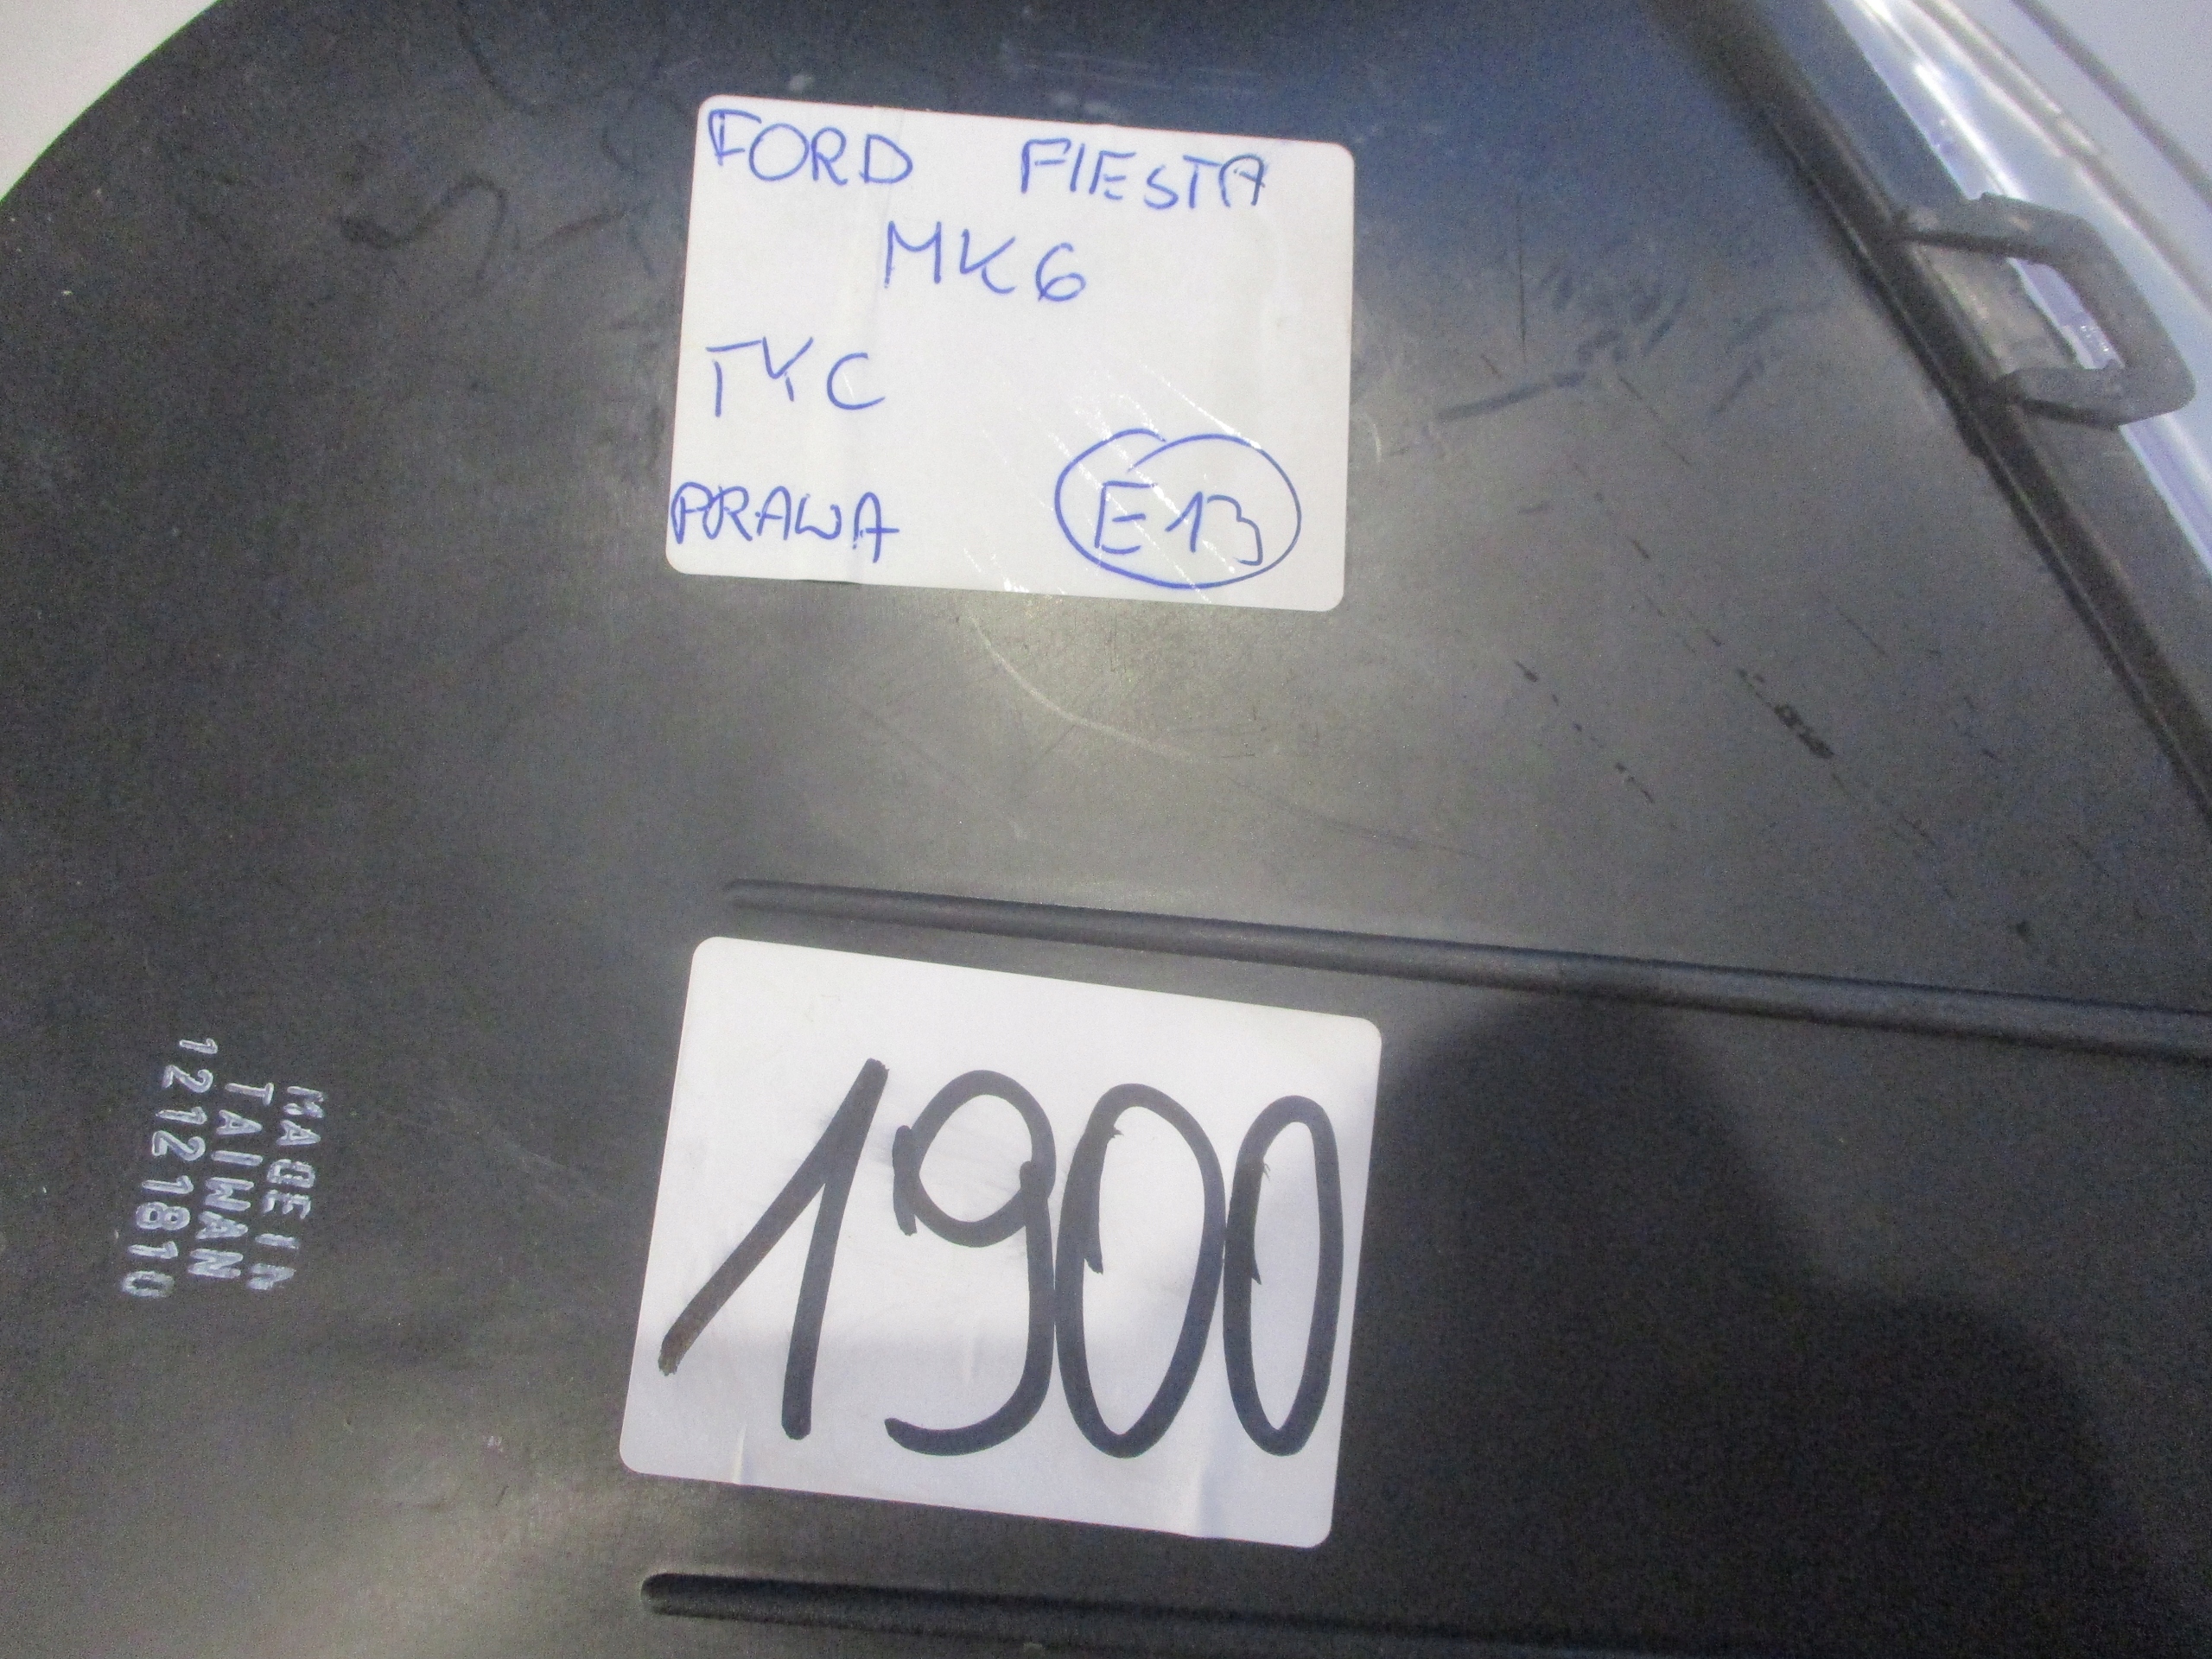 FORD FIESTA
MK6
TYC
PRAWA E13
1900
MADE IN
TAIWAN
12121810